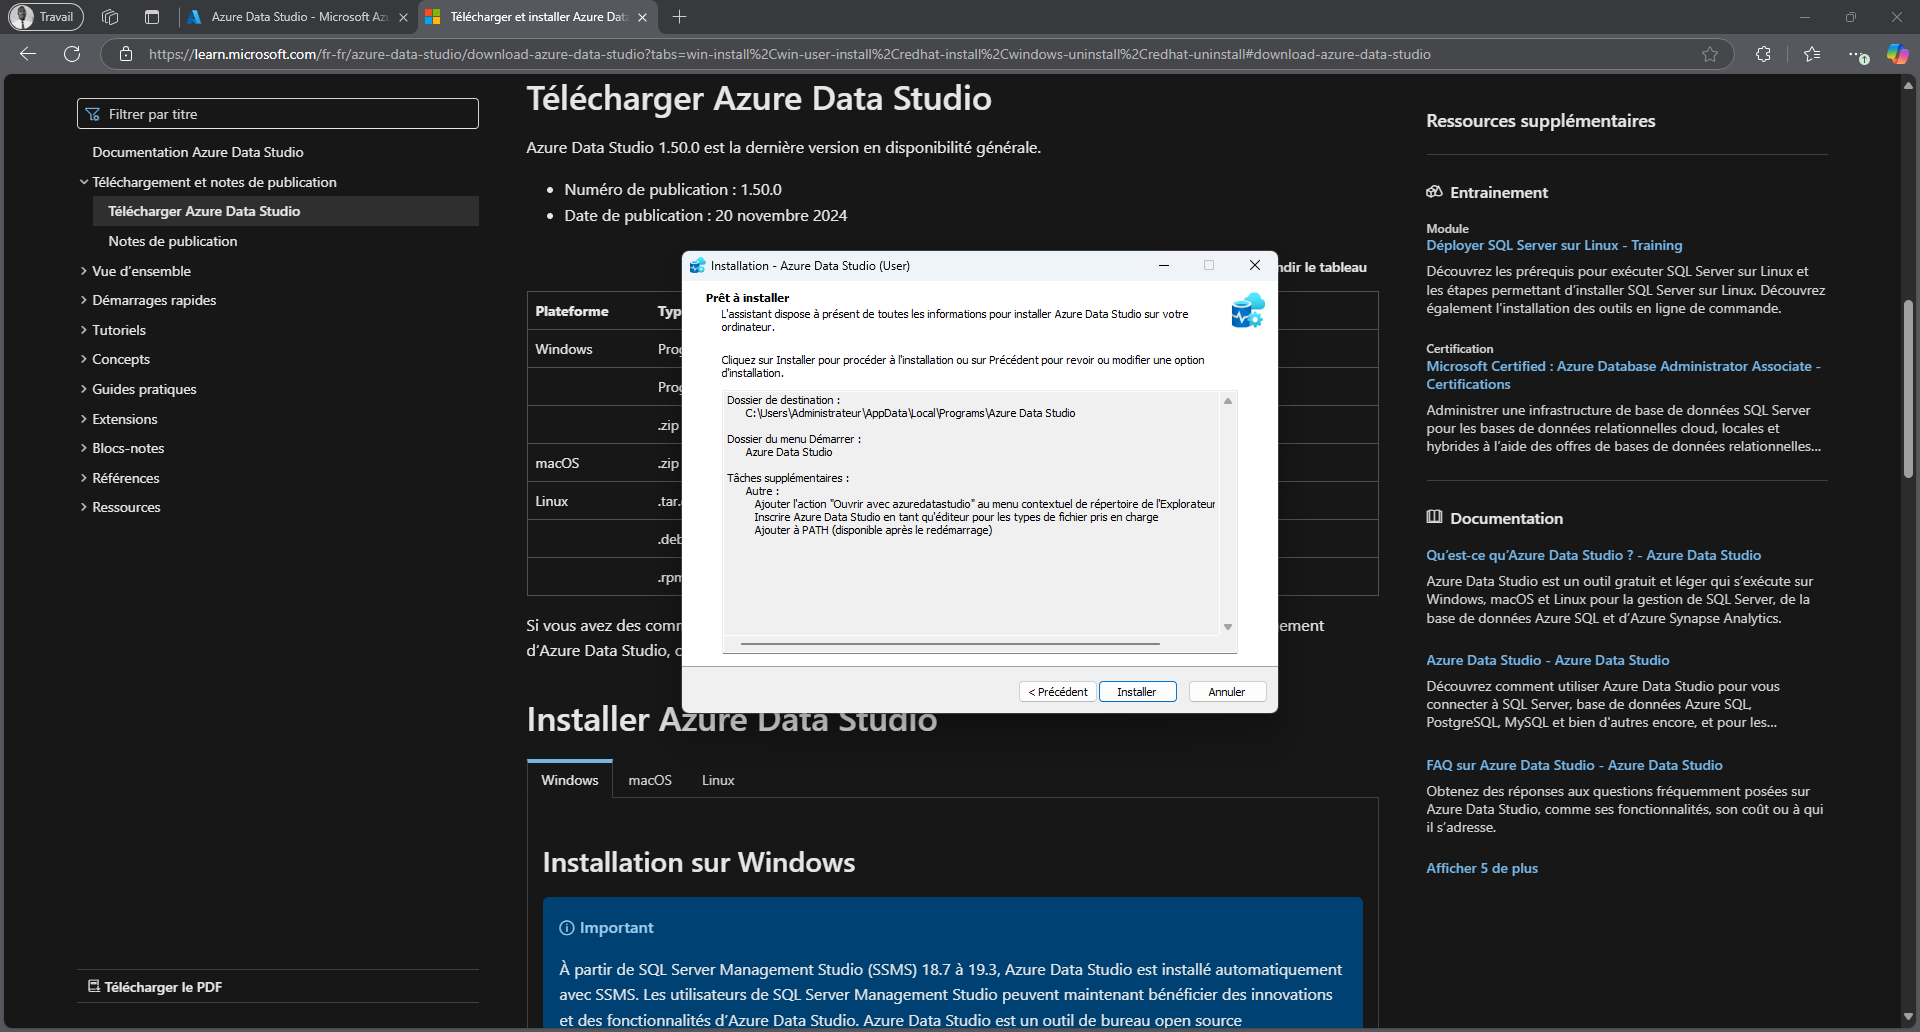 Travail
Azure Data Studio - Microsoft Az
Télécharger et installer Azure Dat
https://learn.microsoft.com/fr-fr/azure-data-studio/download-azure-data-studio?tabs=win-install%2Cwin-user-install%2Credhat-install%2Cwindows-uninstall%2Credhat-uninstall#download-azure-data-studio
Filtrer par titre
Documentation Azure Data Studio
Téléchargement et notes de publication
Télécharger Azure Data Studio
Notes de publication
Vue d'ensemble
Démarrages rapides
Tutoriels
Concepts
Guides pratiques
Extensions
Blocs-notes
Références
Ressources
Télécharger le PDF
Télécharger Azure Data Studio
Azure Data Studio 1.50.0 est la dernière version en disponibilité générale.
• Numéro de publication : 1.50.0
• Date de publication : 20 novembre 2024
ndir le tableau
Plateforme Typ
Windows Prog
Prog
.zip
macOS .zip
Linux .tar.
.deb
.rpm
Si vous avez des comm
ement
d'Azure Data Studio, c
Installation - Azure Data Studio (User)
Prêt à installer
L'assistant dispose à présent de toutes les informations pour installer Azure Data Studio sur votre
ordinateur.
Cliquez sur Installer pour procéder à l'installation ou sur Précédent pour revoir ou modifier une option
d'installation.
Dossier de destination :
C:\Users\Administrateur\AppData\Local\Programs\Azure Data Studio
Dossier du menu Démarrer :
Azure Data Studio
Tâches supplémentaires :
Autre :
Ajouter l'action "Ouvrir avec azuredatastudio" au menu contextuel de répertoire de l'Explorateur
Inscrire Azure Data Studio en tant qu'éditeur pour les types de fichier pris en charge
Ajouter à PATH (disponible après le redémarrage)
< Précédent
Installer
Annuler
Installer Azure Data Studio
Windows macOS Linux
Installation sur Windows
Important
À partir de SQL Server Management Studio (SSMS) 18.7 à 19.3, Azure Data Studio est installé automatiquement
avec SSMS. Les utilisateurs de SQL Server Management Studio peuvent maintenant bénéficier des innovations
et des fonctionnalités d'Azure Data Studio. Azure Data Studio est un outil de bureau open source
Ressources supplémentaires
Entrainement
Module
Déployer SQL Server sur Linux - Training
Découvrez les prérequis pour exécuter SQL Server sur Linux et
les étapes permettant d'installer SQL Server sur Linux. Découvrez
également l'installation des outils en ligne de commande.
Certification
Microsoft Certified : Azure Database Administrator Associate -
Certifications
Administrer une infrastructure de base de données SQL Server
pour les bases de données relationnelles cloud, locales et
hybrides à l'aide des offres de bases de données relationnelles...
Documentation
Qu'est-ce qu'Azure Data Studio ? - Azure Data Studio
Azure Data Studio est un outil gratuit et léger qui s'exécute sur
Windows, macOS et Linux pour la gestion de SQL Server, de la
base de données Azure SQL et d'Azure Synapse Analytics.
Azure Data Studio - Azure Data Studio
Découvrez comment utiliser Azure Data Studio pour vous
connecter à SQL Server, base de données Azure SQL,
PostgreSQL, MySQL et bien d'autres encore, et pour les...
FAQ sur Azure Data Studio - Azure Data Studio
Obtenez des réponses aux questions fréquemment posées sur
Azure Data Studio, comme ses fonctionnalités, son coût ou à qui
il s'adresse.
Afficher 5 de plus